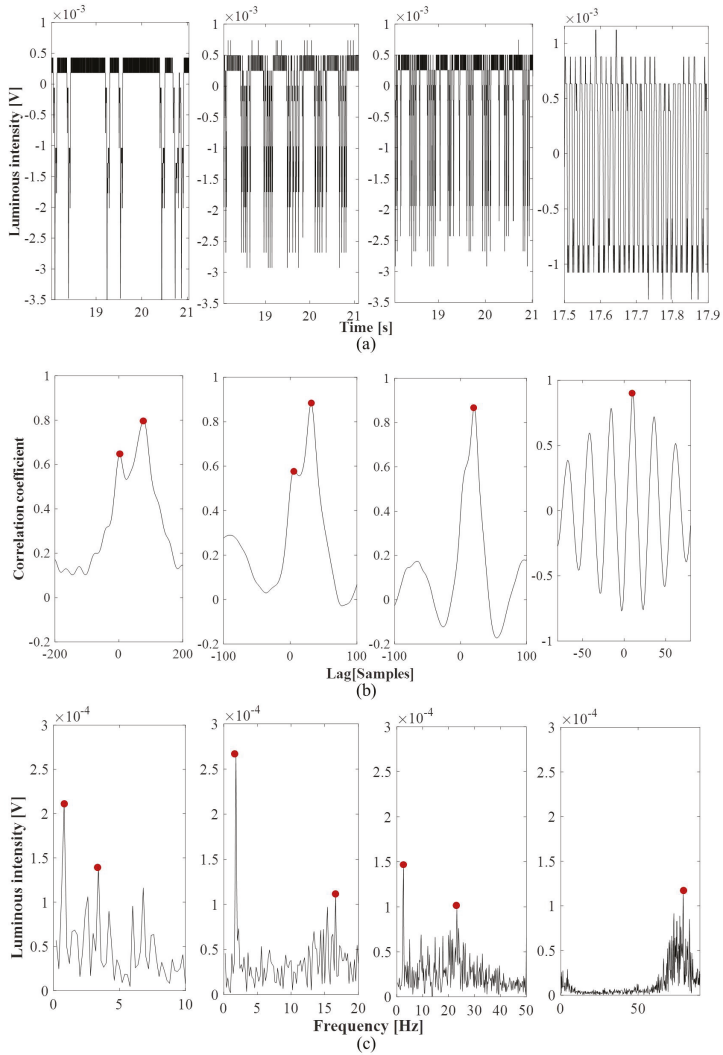 ×10⁻³ ×10⁻³ ×10⁻³ ×10⁻³
Luminous intensity [V]
1 0.5 0 -0.5 -1 -1.5 -2 -2.5 -3 -3.5
1 0.5 0 -0.5 -1 -1.5 -2 -2.5 -3 -3.5
1 0.5 0 -0.5 -1 -1.5 -2 -2.5 -3 -3.5
1 0.5 0 -0.5 -1
19 20 21 19 20 21 19 20 21 17.5 17.6 17.7 17.8 17.9
Time [s]
(a)
Correlation coefficient
1 0.8 0.6 0.4 0.2 0 -0.2
1 0.8 0.6 0.4 0.2 0 -0.2
1 0.8 0.6 0.4 0.2 0 -0.2
1 0.5 0 -0.5 -1
-200 0 200 -100 0 100 -100 0 100 -50 0 50
Lag[Samples]
(b)
×10⁻⁴ ×10⁻⁴ ×10⁻⁴ ×10⁻⁴
Luminous intensity [V]
3 2.5 2 1.5 1 0.5 0
3 2.5 2 1.5 1 0.5 0
3 2.5 2 1.5 1 0.5 0
3 2.5 2 1.5 1 0.5 0
0 5 10 0 5 10 15 20 0 10 20 30 40 50 0 40 80
Frequency [Hz]
(c)